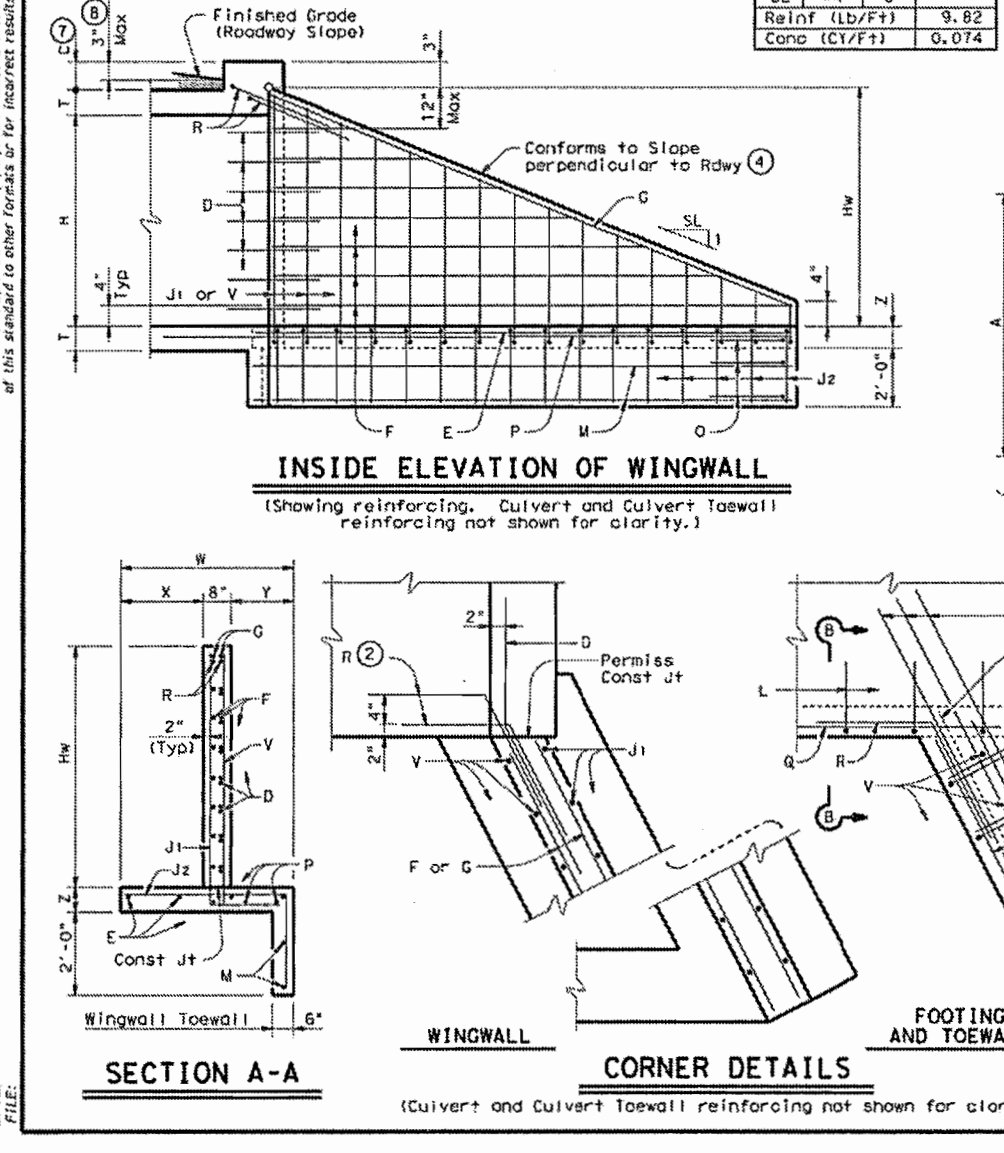 of this standard to other formats or for incorrect results
FILE:
7
8
C
3" Max
Finished Grade
(Roadway Slope)
3"
12" Max
Reinf (Lb/Ft) 9.82
Conc (CY/Ft) 0.074
T
R
H
D
Conforms to Slope
perpendicular to Rdwy 4
G
SL
1
Hw
4"
Typ
J1 or V
4"
Z
T
A
J2
2'-0"
F E P M O
INSIDE ELEVATION OF WINGWALL
(Showing reinforcing. Culvert and Culvert Toewall
reinforcing not shown for clarity.)
W
X 8" Y
G
R
F
2"
(Typ)
V
Hw
D
J1
J2
P
Z
E
Const Jt
2'-0"
M
Wingwall Toewall 6"
SECTION A-A
2"
D
R 2
Permiss
Const Jt
4"
2"
V
J1
F or G
WINGWALL
CORNER DETAILS
(Culvert and Culvert Toewall reinforcing not shown for clar
B
L
Q R
V
B
FOOTING
AND TOEWA